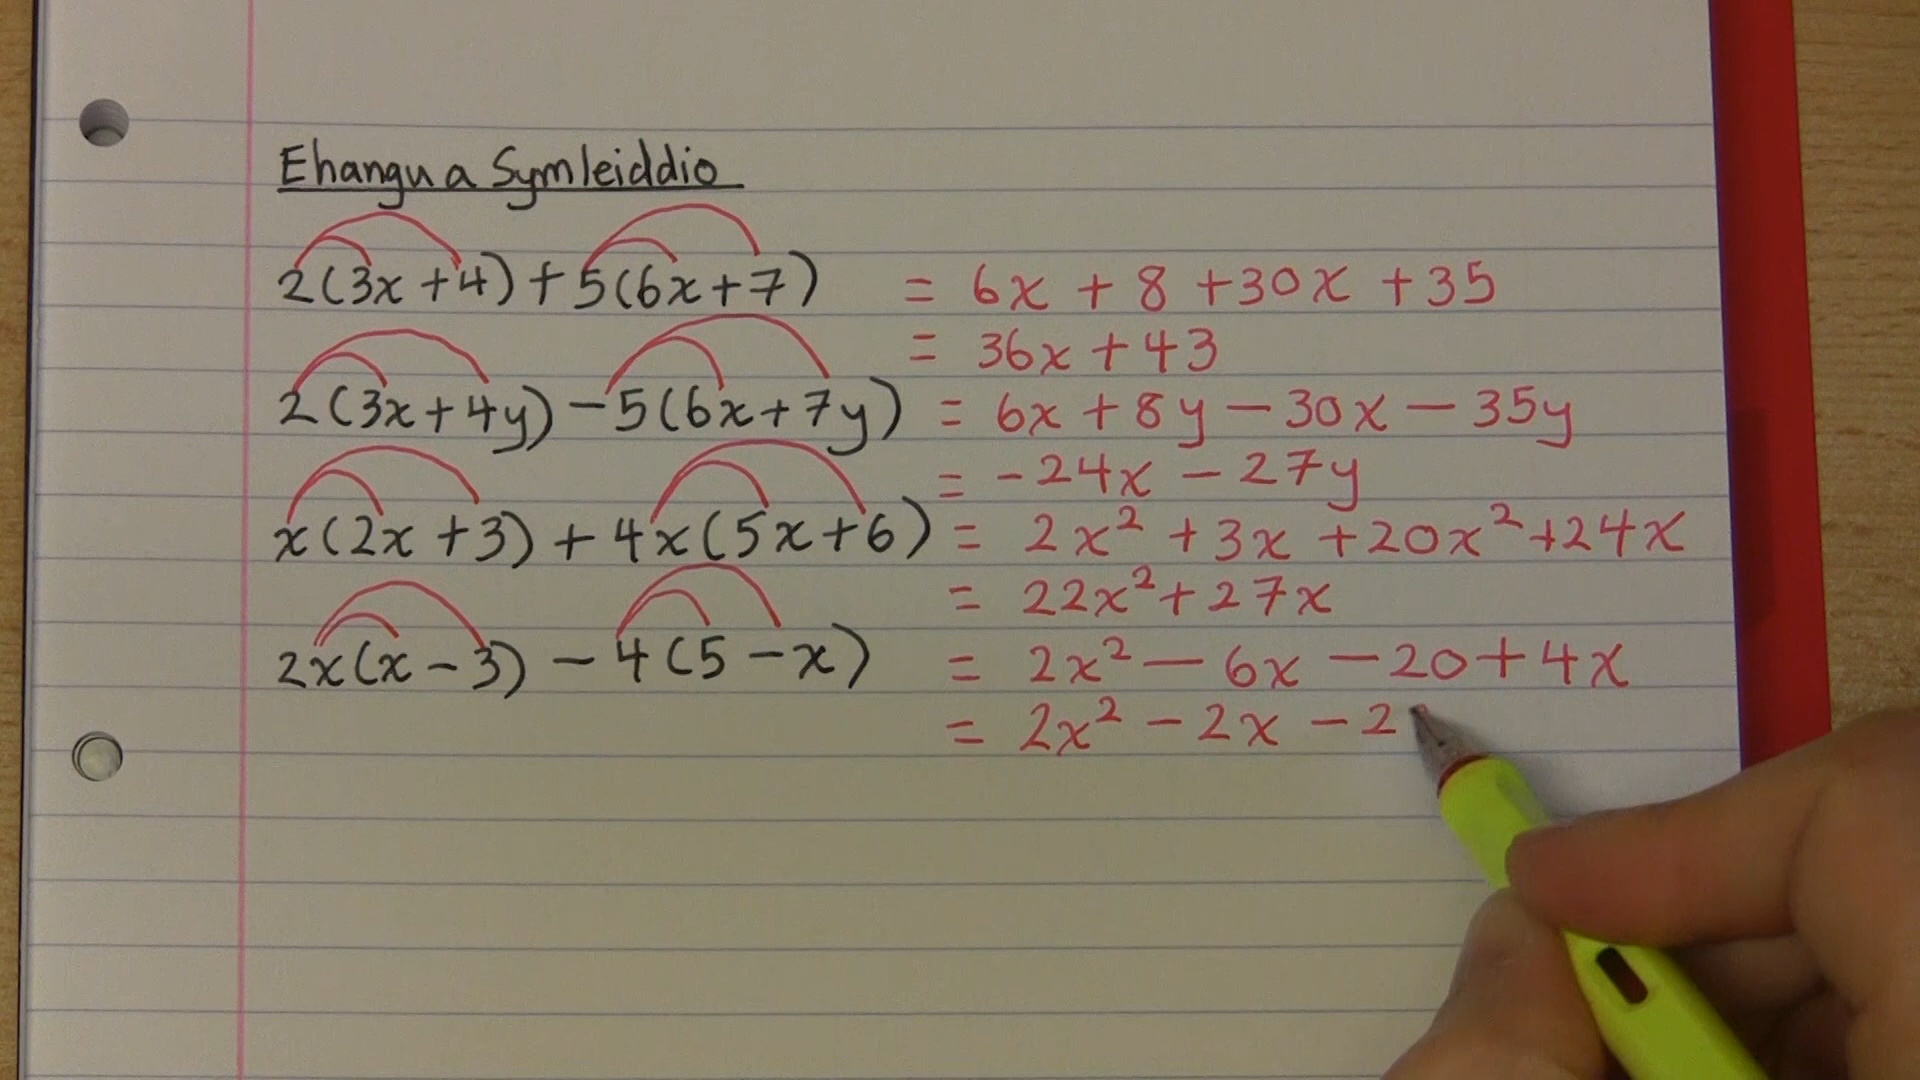 Ehangu a Symleiddio
2(3x+4)+5(6x+7) = 6x+8+30x+35
= 36x+43
2(3x+4y)-5(6x+7y) = 6x+8y-30x-35y
= -24x-27y
x(2x+3)+4x(5x+6) = 2x²+3x+20x²+24x
= 22x²+27x
2x(x-3)-4(5-x) = 2x²-6x-20+4x
= 2x²-2x-2